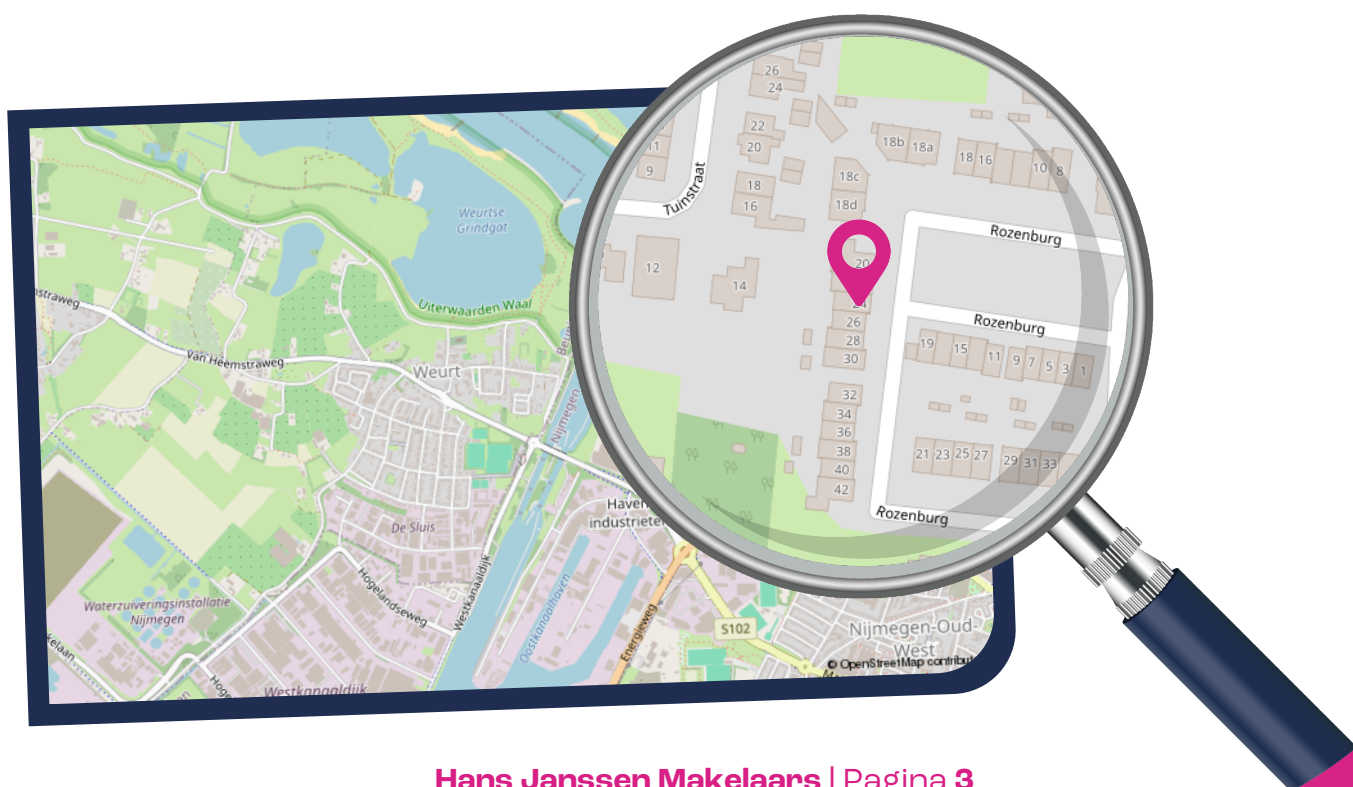 Weurtse
Grindgat
Uiterwaarden Waal
straweg
Van Heemstraweg
Weurt
Nijmegen
De Sluis
Haven
industrieter
Hogelandseweg
Westkanaaldijk
Oostkanaalhaven
Energieweg
Waterzuiveringsinstallatie
Nijmegen
kelaan
Westkanaaldijk
S102
Nijmegen-Oud-
West
© OpenStreetMap contribut
26
24
22
20
11
9
Tuinstraat
18
16
12
14
18b 18a
18 16
10 8
18c
18d
20
24
26
28
30
32
34
36
38
40
42
Rozenburg
Rozenburg
19 15 11 9 7 5 3 1
21 23 25 27 29 31 33
Rozenburg
Hans Janssen Makelaars | Pagina 3